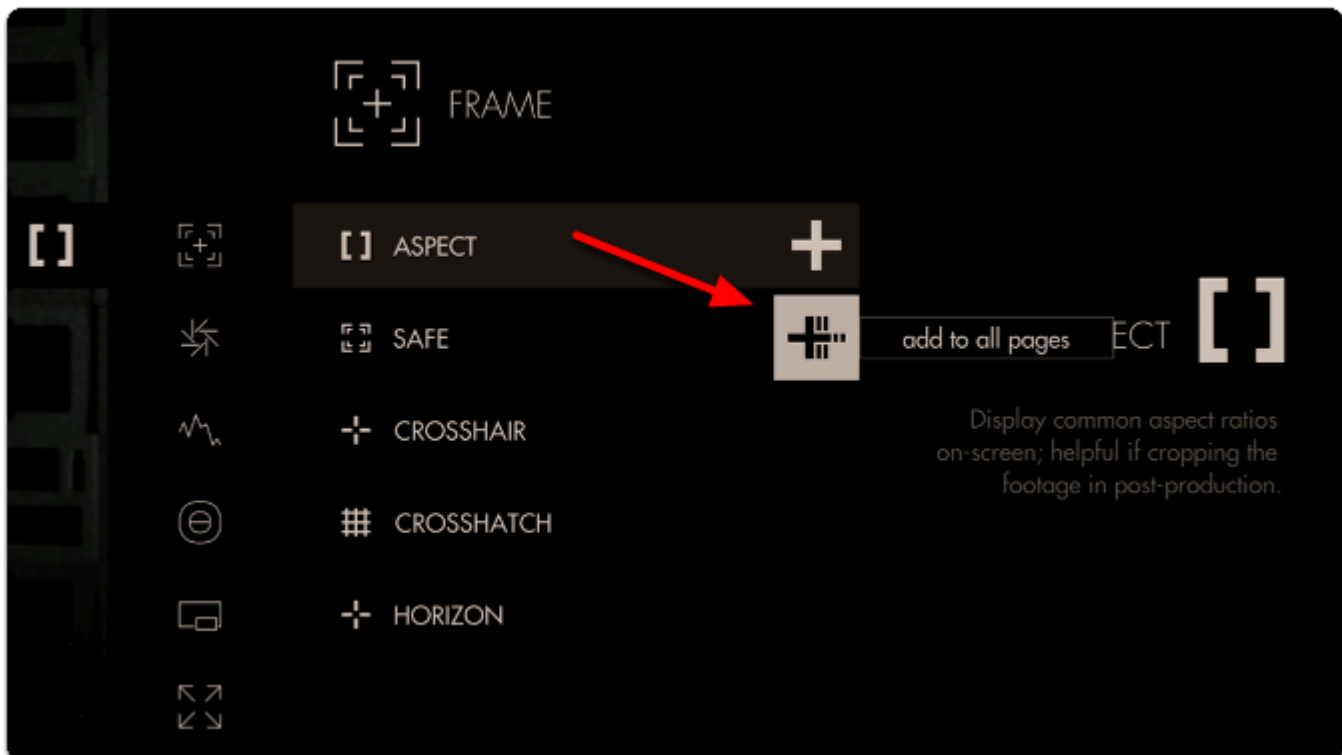 FRAME
ASPECT
SAFE
add to all pages
ECT
CROSSHAIR
Display common aspect ratios
on-screen; helpful if cropping the
footage in post-production.
CROSSHATCH
HORIZON